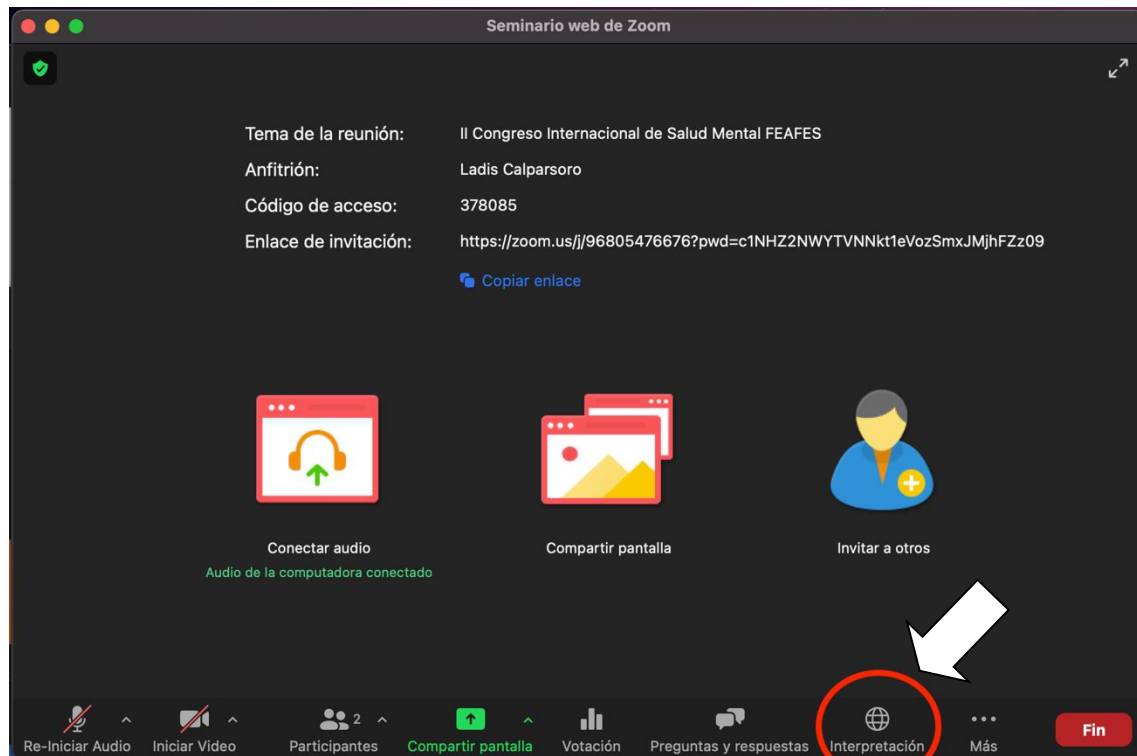 Seminario web de Zoom
Tema de la reunión: II Congreso Internacional de Salud Mental FEAFES
Anfitrión: Ladis Calparsoro
Código de acceso: 378085
Enlace de invitación: https://zoom.us/j/96805476676?pwd=c1NHZ2NWYTVNNkt1eVozSmxJMjhFZz09
Copiar enlace
Conectar audio Compartir pantalla Invitar a otros
Audio de la computadora conectado
2
Re-Iniciar Audio Iniciar Video Participantes Compartir pantalla Votación Preguntas y respuestas Interpretación Más Fin